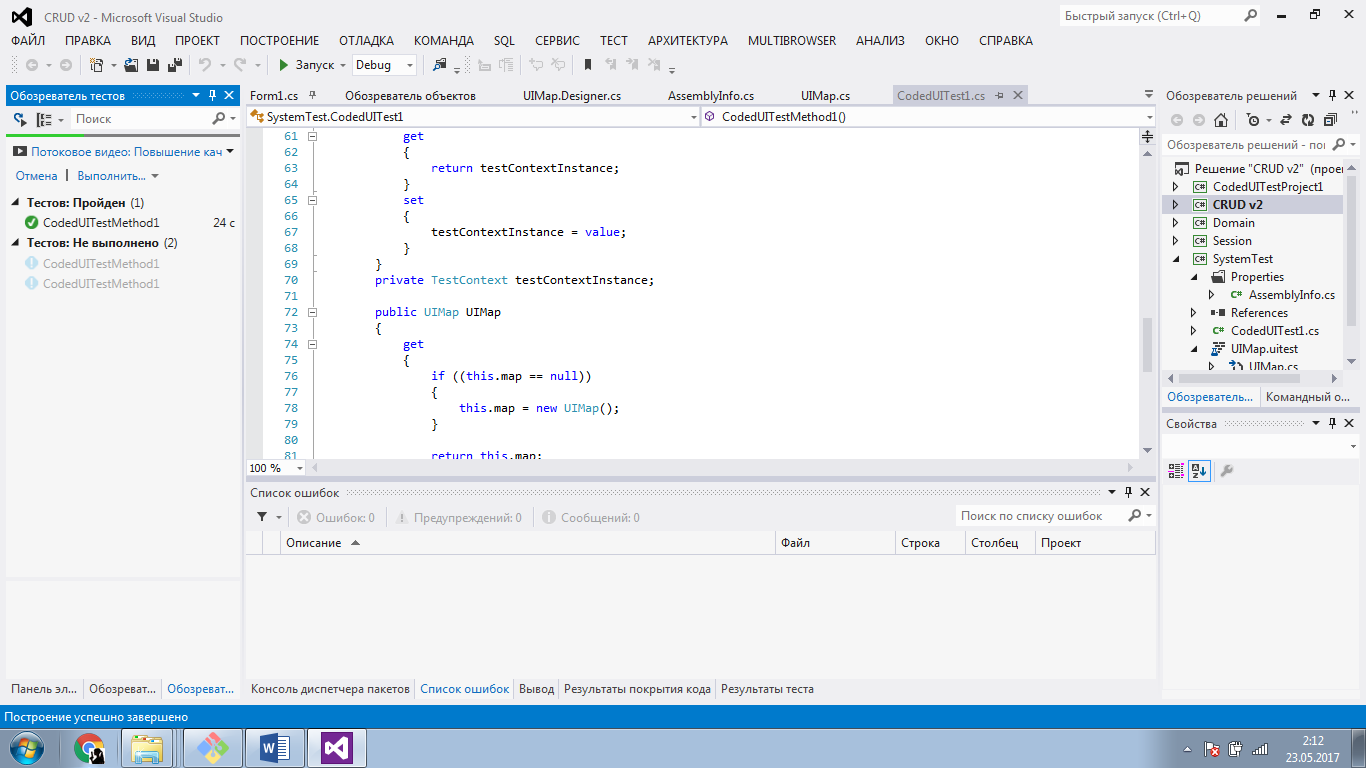 CRUD v2 - Microsoft Visual Studio
Быстрый запуск (Ctrl+Q)
ФАЙЛ ПРАВКА ВИД ПРОЕКТ ПОСТРОЕНИЕ ОТЛАДКА КОМАНДА SQL СЕРВИС ТЕСТ АРХИТЕКТУРА MULTIBROWSER АНАЛИЗ ОКНО СПРАВКА
Запуск Debug
Обозреватель тестов
Поиск
Потоковое видео: Повышение кач
Отмена | Выполнить...
Тестов: Пройден (1)
CodedUITestMethod1 24 с
Тестов: Не выполнено (2)
CodedUITestMethod1
CodedUITestMethod1
Form1.cs Обозреватель объектов UIMap.Designer.cs AssemblyInfo.cs UIMap.cs CodedUITest1.cs
SystemTest.CodedUITest1 CodedUITestMethod1()
61 get
62 {
63 return testContextInstance;
64 }
65 set
66 {
67 testContextInstance = value;
68 }
69 }
70 private TestContext testContextInstance;
71
72 public UIMap UIMap
73 {
74 get
75 {
76 if ((this.map == null))
77 {
78 this.map = new UIMap();
79 }
80
81 return this.map;
100 %
Список ошибок
Ошибок: 0 Предупреждений: 0 Сообщений: 0
Поиск по списку ошибок
Описание Файл Строка Столбец Проект
Обозреватель решений
Обозреватель решений - пои
Решение "CRUD v2" (прое
CodedUITestProject1
CRUD v2
Domain
Session
SystemTest
Properties
AssemblyInfo.cs
References
CodedUITest1.cs
UIMap.uitest
UIMap.cs
Обозреватель... Командный о...
Свойства
Панель эл... Обозреват... Обозреват...
Консоль диспетчера пакетов Список ошибок Вывод Результаты покрытия кода Результаты теста
Построение успешно завершено
2:12
23.05.2017